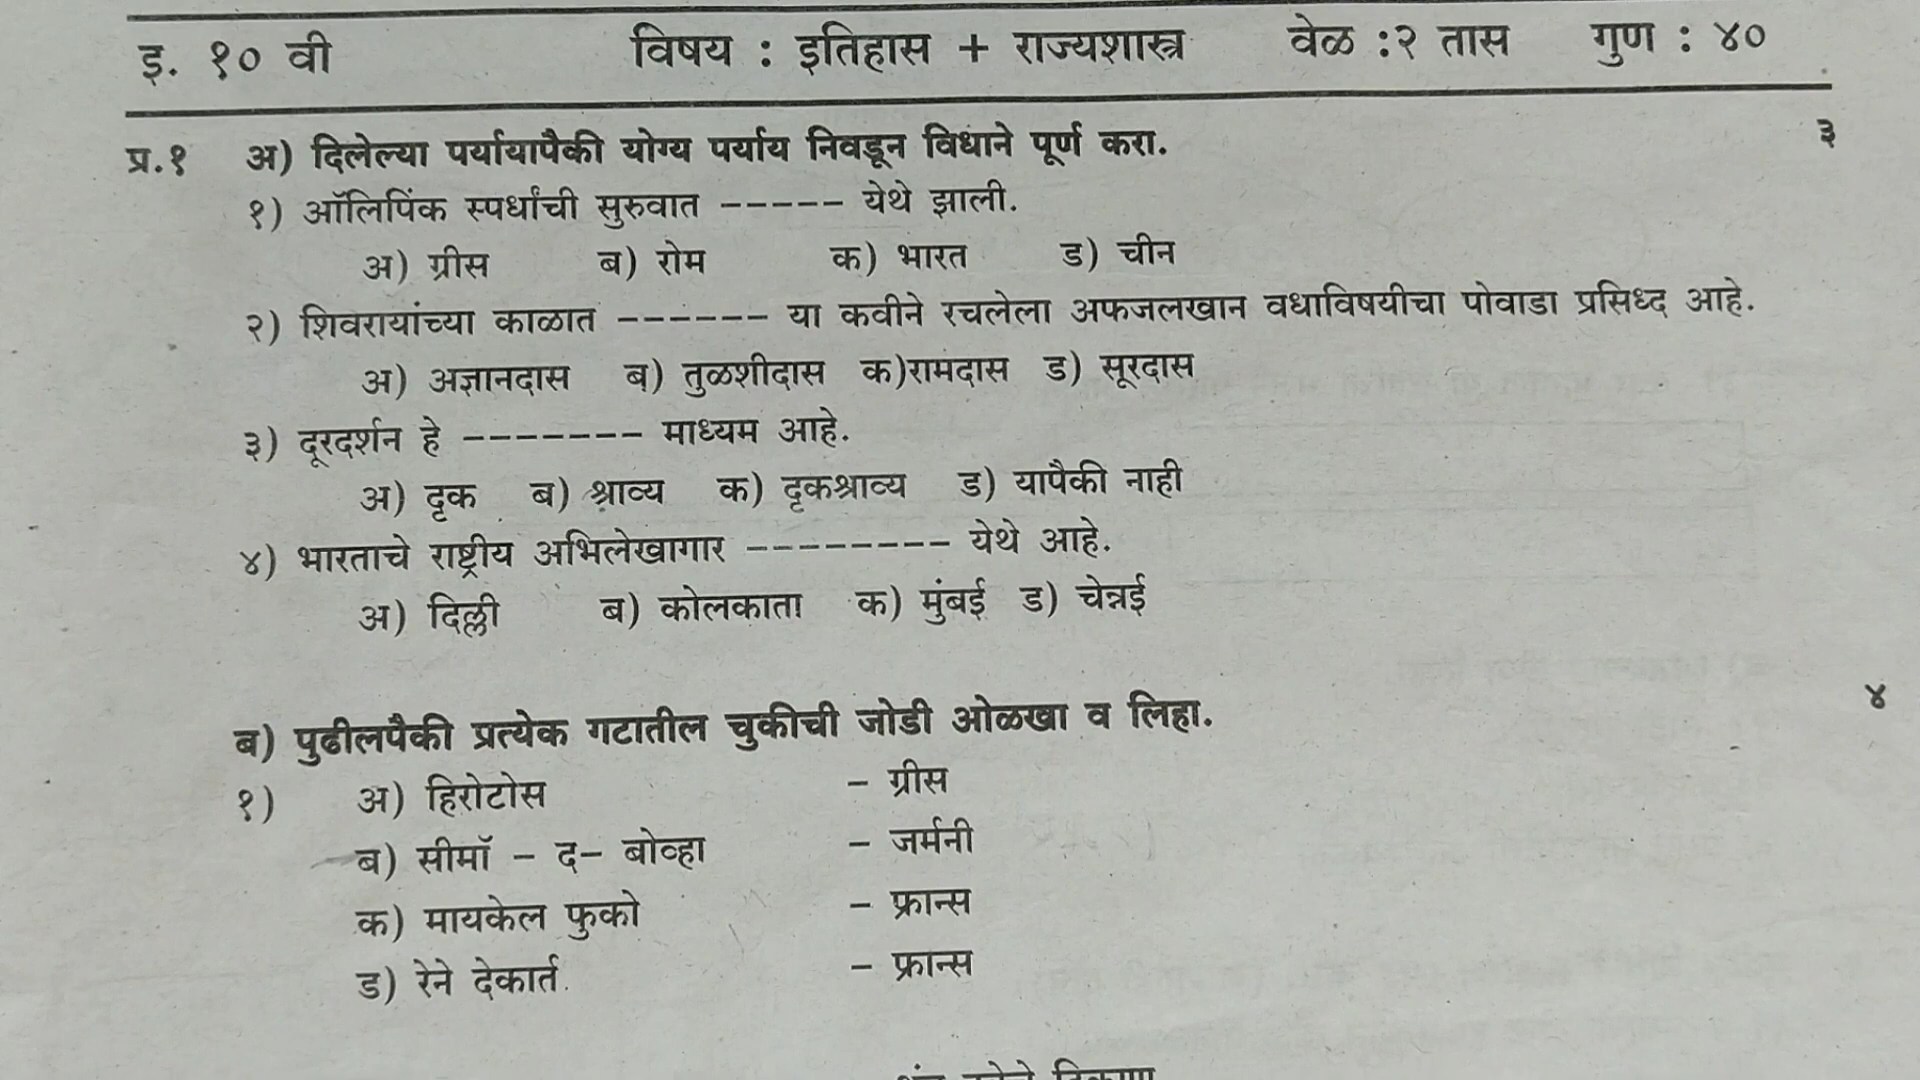 इ. १० वी विषय : इतिहास + राज्यशास्त्र वेळ :२ तास गुण : ४०
प्र.१ अ) दिलेल्या पर्यायापैकी योग्य पर्याय निवडून विधाने पूर्ण करा. ३
१) ऑलिपिंक स्पर्धांची सुरुवात ----- येथे झाली.
अ) ग्रीस ब) रोम क) भारत ड) चीन
२) शिवरायांच्या काळात ------ या कवीने रचलेला अफजलखान वधाविषयीचा पोवाडा प्रसिध्द आहे.
अ) अज्ञानदास ब) तुळशीदास क)रामदास ड) सूरदास
३) दूरदर्शन हे ------- माध्यम आहे.
अ) दृक ब) श्राव्य क) दृकश्राव्य ड) यापैकी नाही
४) भारताचे राष्ट्रीय अभिलेखागार -------- येथे आहे.
अ) दिल्ली ब) कोलकाता क) मुंबई ड) चेन्नई
ब) पुढीलपैकी प्रत्येक गटातील चुकीची जोडी ओळखा व लिहा. ४
१) अ) हिरोटोस - ग्रीस
ब) सीमॉ - द- बोव्हा - जर्मनी
क) मायकेल फुको - फ्रान्स
ड) रेने देकार्त. - फ्रान्स